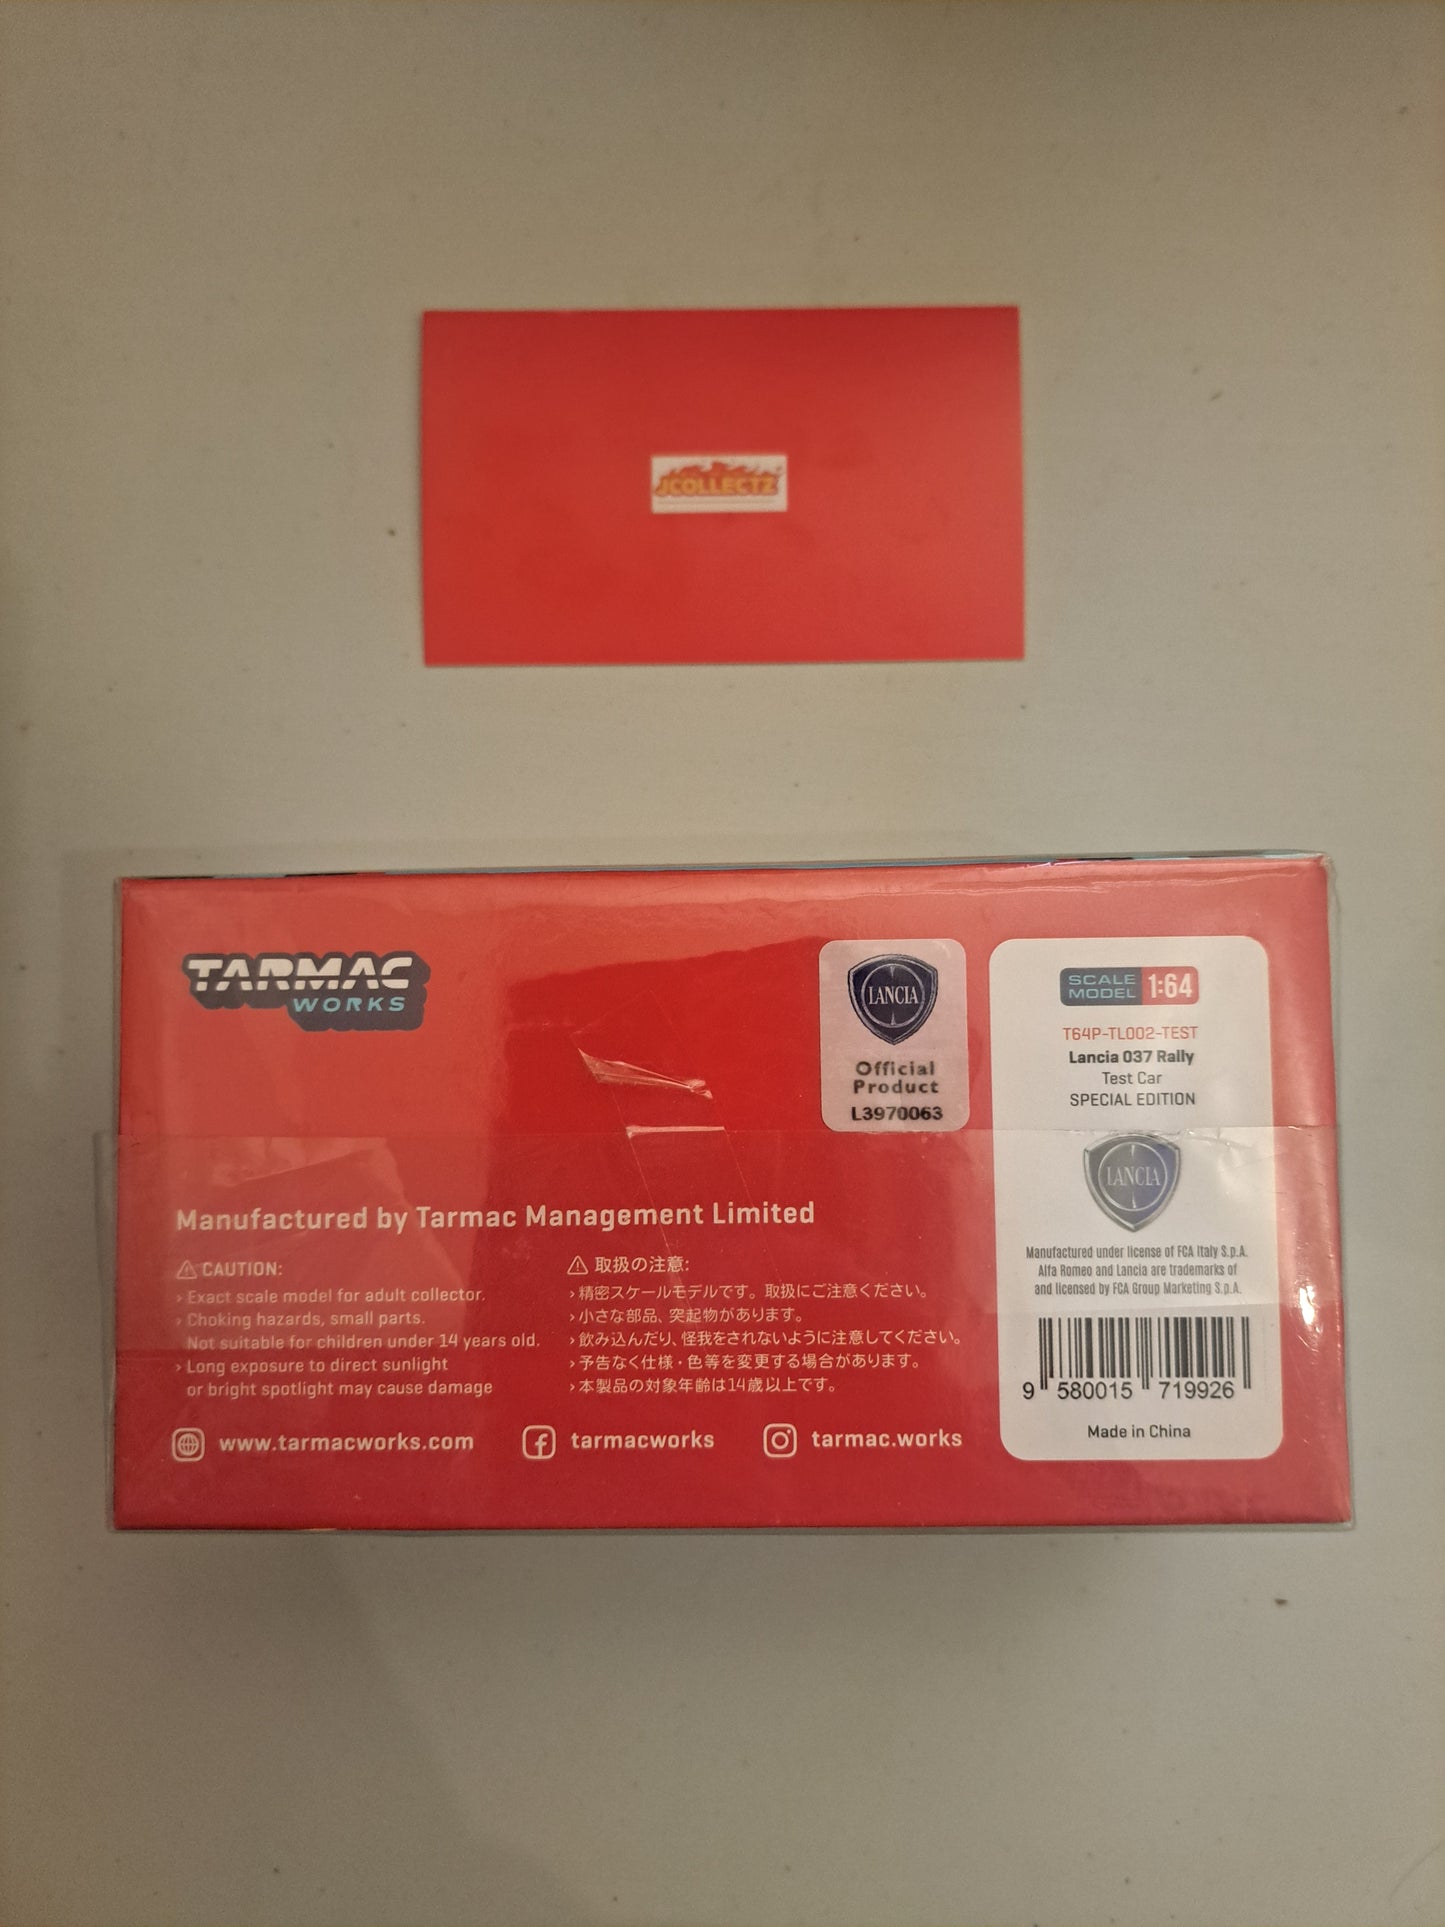 JCOLLECTZ
TARMAC
WORKS
LANCIA
Official
Product
L3970063
SCALE
MODEL 1:64
T64P-TL002-TEST
Lancia 037 Rally
Test Car
SPECIAL EDITION
LANCIA
Manufactured under license of FCA Italy S.p.A.
Alfa Romeo and Lancia are trademarks of
and licensed by FCA Group Marketing S.p.A.
9 580015 719926
Made in China
Manufactured by Tarmac Management Limited
CAUTION:
› Exact scale model for adult collector.
› Choking hazards, small parts.
Not suitable for children under 14 years old.
› Long exposure to direct sunlight
or bright spotlight may cause damage
取扱の注意:
›精密スケールモデルです。取扱にご注意ください。
›小さな部品、突起物があります。
›飲み込んだり、怪我をされないように注意してください。
›予告なく仕様・色等を変更する場合があります。
›本製品の対象年齢は14歳以上です。
www.tarmacworks.com
tarmacworks
tarmac.works